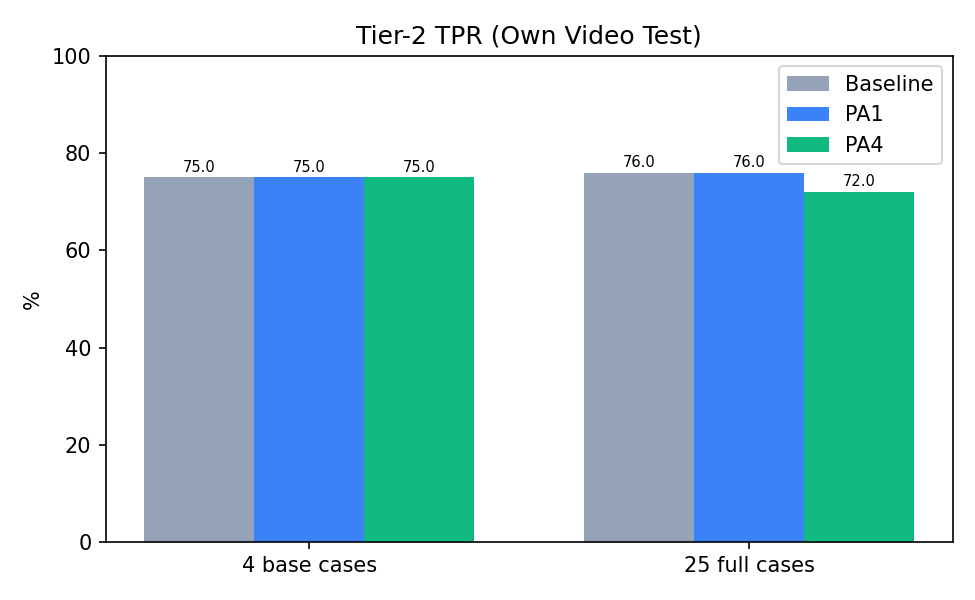 Tier-2 TPR (Own Video Test)
100
80
60
40
20
0
%
Baseline
PA1
PA4
75.0 75.0 75.0
76.0 76.0 72.0
4 base cases 25 full cases